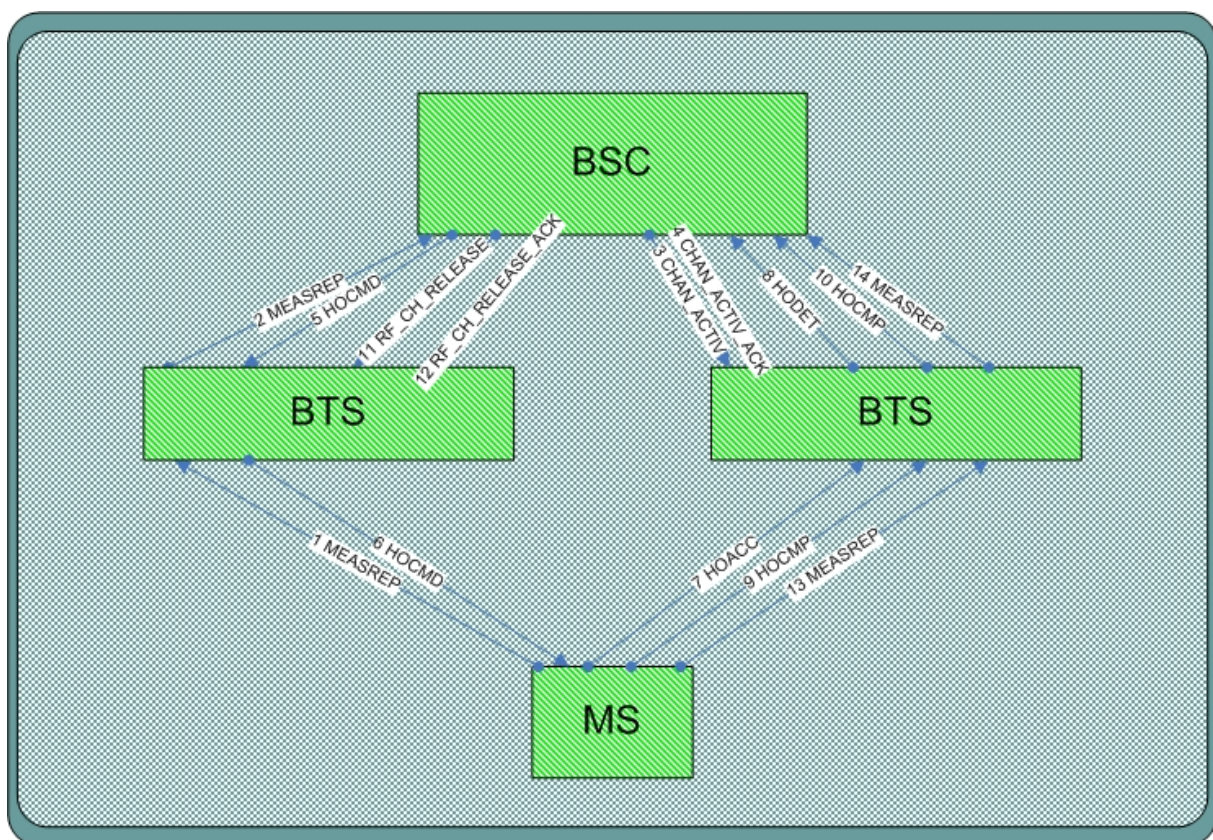 BSC
2 MEASREP
5 HOCMD
11 RF_CH_RELEASE
12 RF_CH_RELEASE_ACK
3 CHAN_ACTIV
4 CHAN_ACTIV_ACK
8 HODET
10 HOCMP
14 MEASREP
BTS
BTS
1 MEASREP
6 HOCMD
7 HOACC
9 HOCMP
13 MEASREP
MS